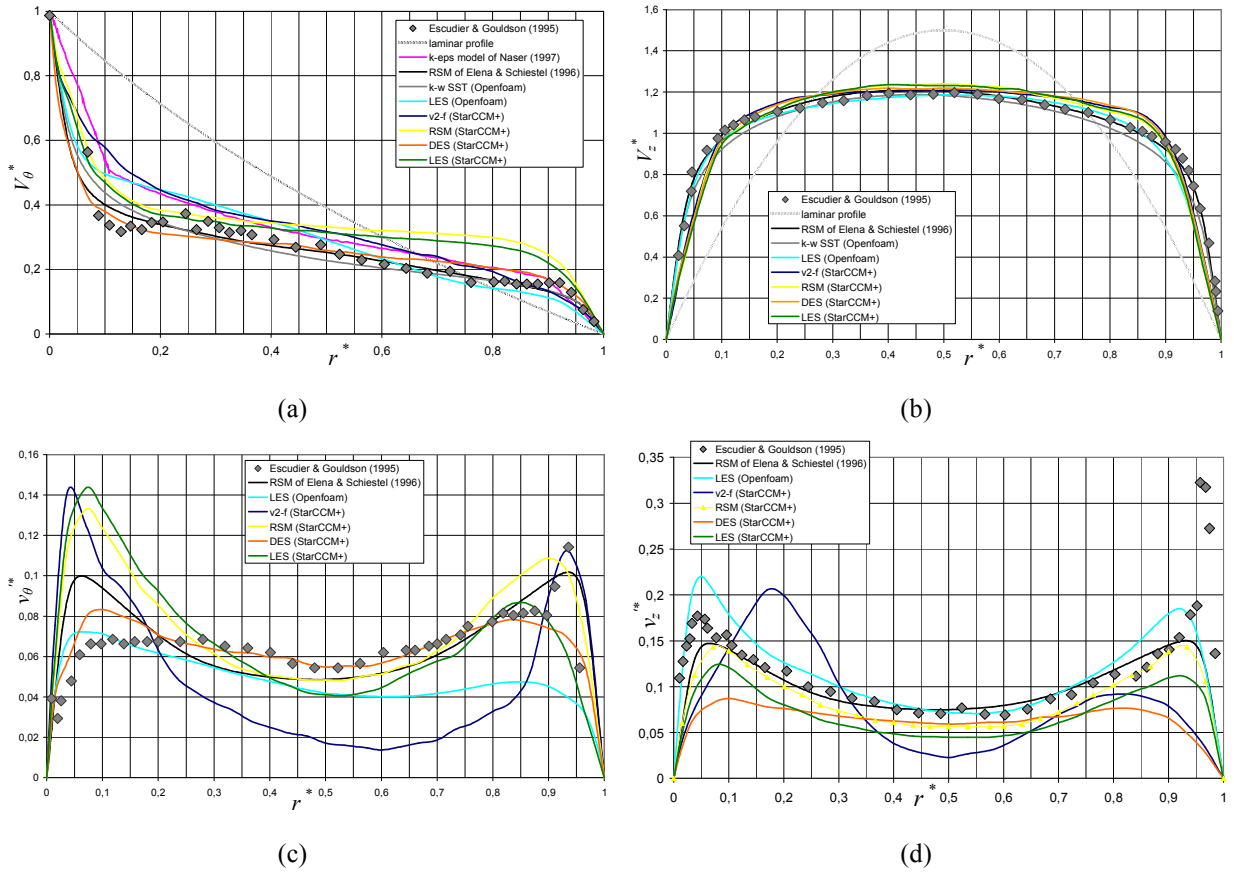 1
0,8
0,6
0,4
0,2
0
0 0,2 0,4 0,6 0,8 1
Vθ*
r*
Escudier & Gouldson (1995)
laminar profile
k-eps model of Naser (1997)
RSM of Elena & Schiestel (1996)
k-w SST (Openfoam)
LES (Openfoam)
v2-f (StarCCM+)
RSM (StarCCM+)
DES (StarCCM+)
LES (StarCCM+)
(a)
1,6
1,4
1,2
1
0,8
0,6
0,4
0,2
0
0 0,1 0,2 0,3 0,4 0,5 0,6 0,7 0,8 0,9 1
Vz*
r*
Escudier & Gouldson (1995)
laminar profile
RSM of Elena & Schiestel (1996)
k-w SST (Openfoam)
LES (Openfoam)
v2-f (StarCCM+)
RSM (StarCCM+)
DES (StarCCM+)
LES (StarCCM+)
(b)
0,16
0,14
0,12
0,1
0,08
0,06
0,04
0,02
0
0 0,1 0,2 0,3 0,4 0,5 0,6 0,7 0,8 0,9 1
vθ'*
r*
Escudier & Gouldson (1995)
RSM of Elena & Schiestel (1996)
LES (Openfoam)
v2-f (StarCCM+)
RSM (StarCCM+)
DES (StarCCM+)
LES (StarCCM+)
(c)
0,35
0,3
0,25
0,2
0,15
0,1
0,05
0
0 0,1 0,2 0,3 0,4 0,5 0,6 0,7 0,8 0,9 1
vz'*
r*
Escudier & Gouldson (1995)
RSM of Elena & Schiestel (1996)
LES (Openfoam)
v2-f (StarCCM+)
RSM (StarCCM+)
DES (StarCCM+)
LES (StarCCM+)
(d)